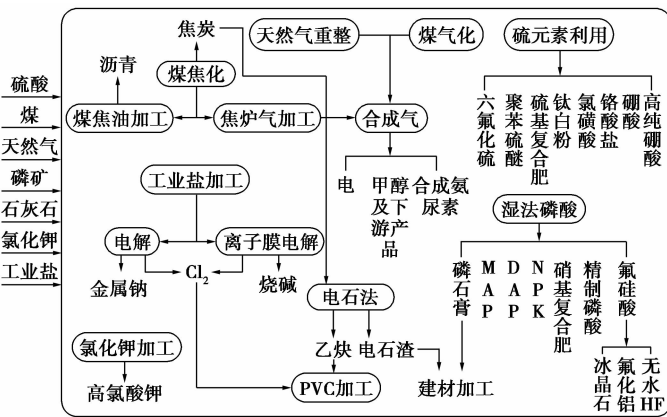 硫酸
煤
天然气
磷矿
石灰石
氯化钾
工业盐
焦炭
沥青
煤焦化
煤焦油加工
焦炉气加工
天然气重整
煤气化
合成气
电
甲醇及下游产品
合成氨
尿素
硫元素利用
六氟化硫
聚苯硫醚
硫基复合肥
钛白粉
氯磺酸
铬酸盐
硼酸
高纯硼酸
工业盐加工
电解
离子膜电解
金属钠
Cl2
烧碱
氯化钾加工
高氯酸钾
电石法
乙炔
电石渣
PVC加工
建材加工
湿法磷酸
磷石膏
MAP
DAP
NPK
硝基复合肥
精制磷酸
氟硅酸
冰晶石
氟化铝
无水HF